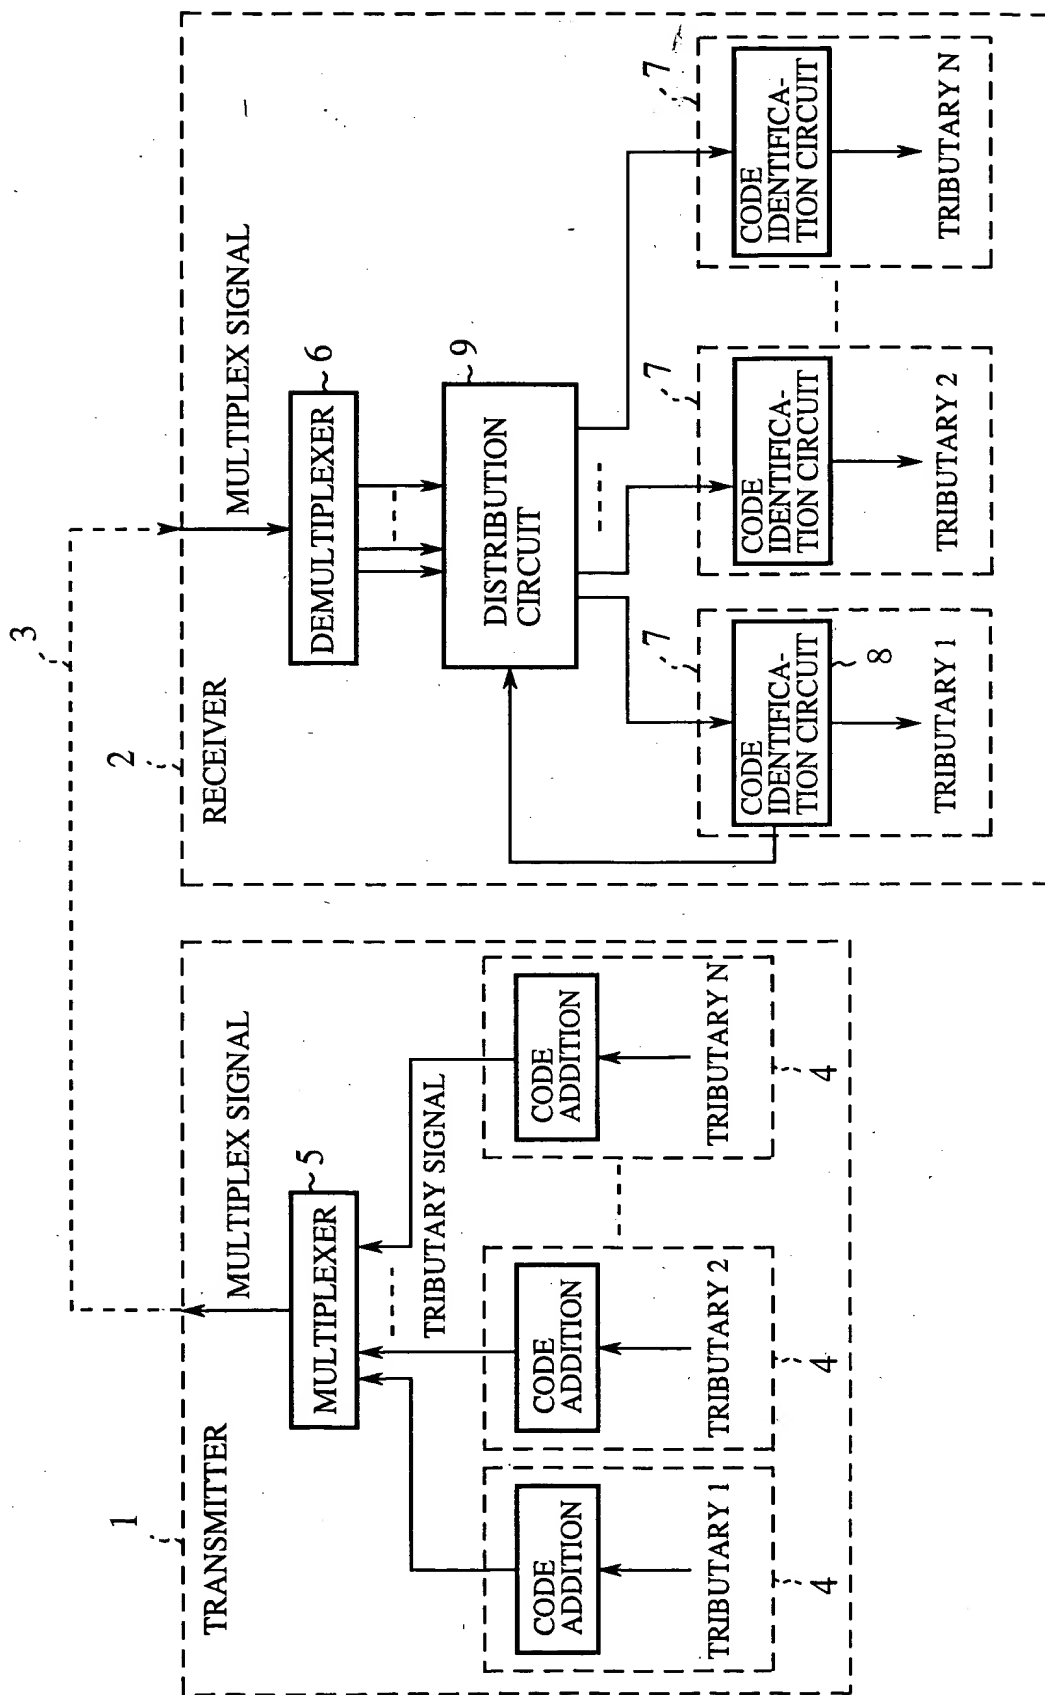 1
TRANSMITTER
MULTIPLEX SIGNAL
MULTIPLEXER
5
TRIBUTARY SIGNAL
CODE
ADDITION
TRIBUTARY 1
4
CODE
ADDITION
TRIBUTARY 2
4
CODE
ADDITION
TRIBUTARY N
4
3
2
RECEIVER
MULTIPLEX SIGNAL
DEMULTIPLEXER
6
DISTRIBUTION
CIRCUIT
9
7
CODE
IDENTIFICA-
TION CIRCUIT
8
TRIBUTARY 1
7
CODE
IDENTIFICA-
TION CIRCUIT
TRIBUTARY 2
7
CODE
IDENTIFICA-
TION CIRCUIT
TRIBUTARY N